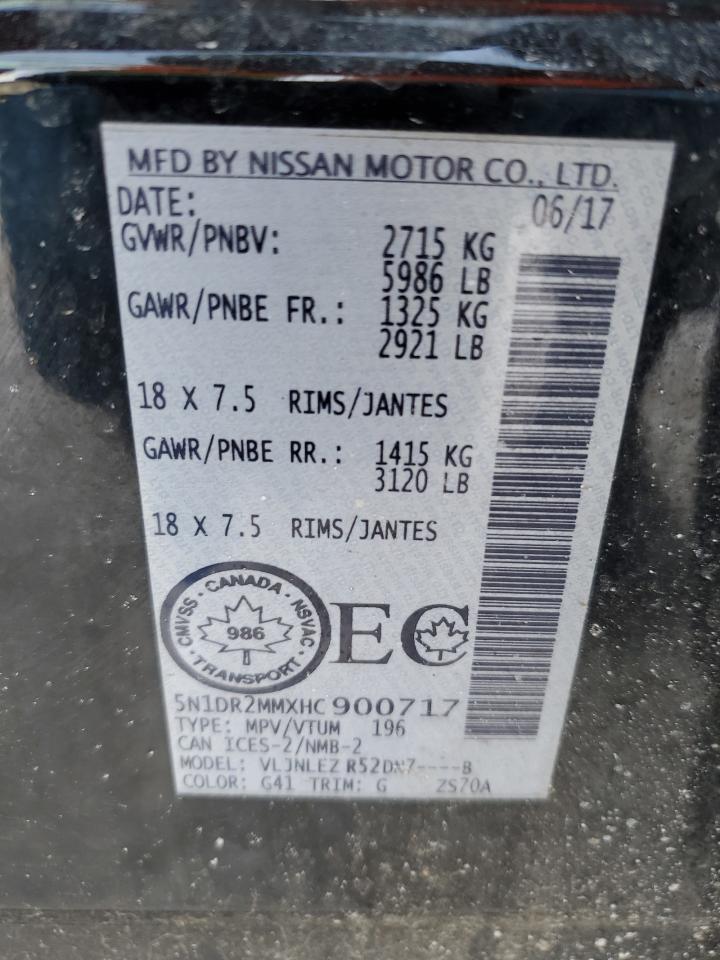 MFD BY NISSAN MOTOR CO., LTD.
DATE: 06/17
GVWR/PNBV: 2715 KG
5986 LB
GAWR/PNBE FR.: 1325 KG
2921 LB
18 X 7.5 RIMS/JANTES
GAWR/PNBE RR.: 1415 KG
3120 LB
18 X 7.5 RIMS/JANTES
CMVSS · CANADA · NSVAC · TRANSPORT ·
986
EC
5N1DR2MMXHC 900717
TYPE: MPV/VTUM 196
CAN ICES-2/NMB-2
MODEL: VLJNLEZ ----B
COLOR: G41 TRIM: G ZS70A